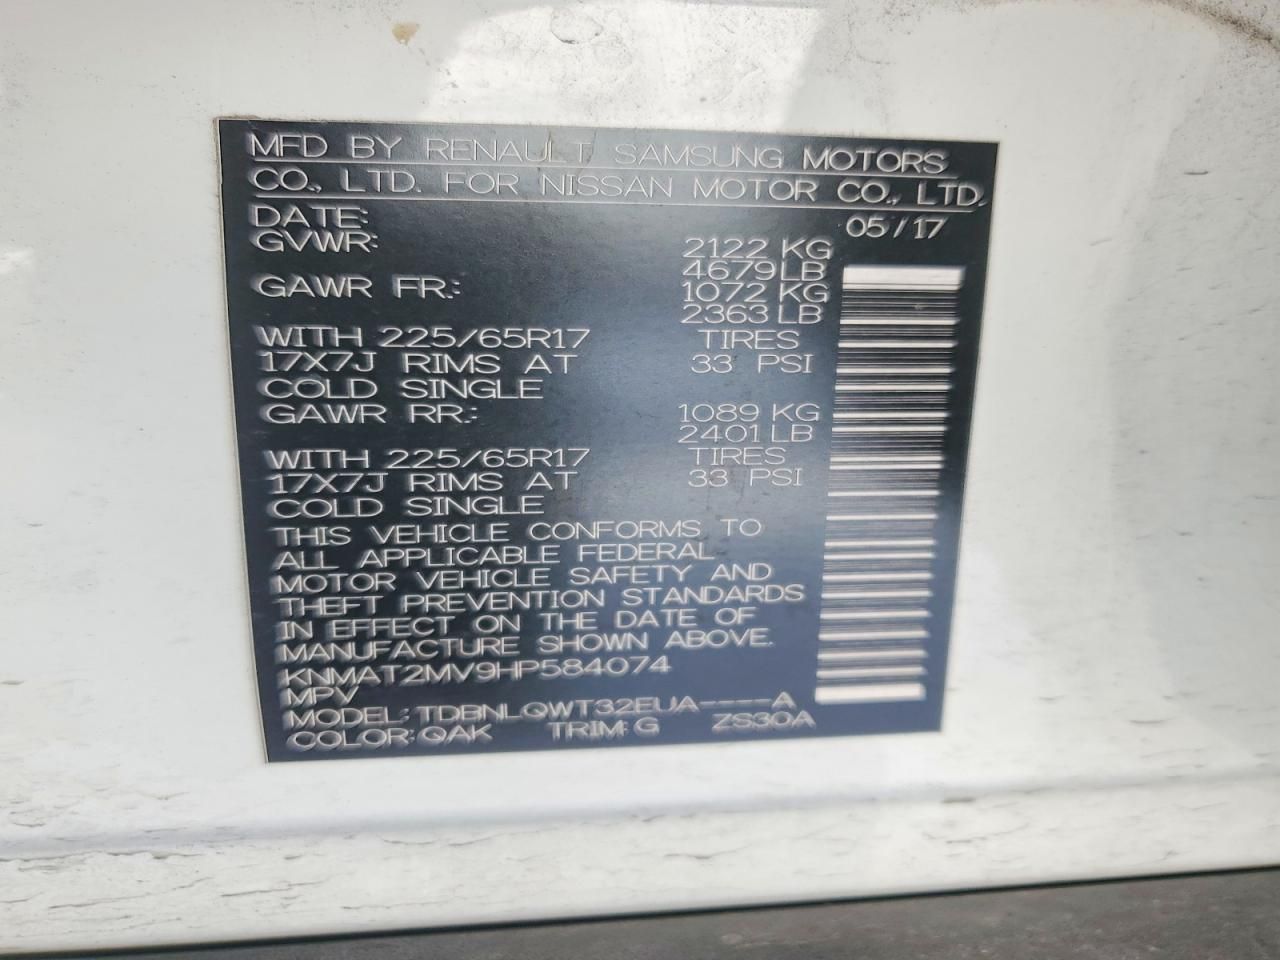 MFD BY RENAULT SAMSUNG MOTORS
CO., LTD. FOR NISSAN MOTOR CO., LTD.
DATE: 05/17
GVWR: 2122 KG
4679 LB
GAWR FR.: 1072 KG
2363 LB
WITH 225/65R17 TIRES
17X7J RIMS AT 33 PSI
COLD SINGLE
GAWR RR.: 1089 KG
2401 LB
WITH 225/65R17 TIRES
17X7J RIMS AT 33 PSI
COLD SINGLE
THIS VEHICLE CONFORMS TO
ALL APPLICABLE FEDERAL
MOTOR VEHICLE SAFETY AND
THEFT PREVENTION STANDARDS
IN EFFECT ON THE DATE OF
MANUFACTURE SHOWN ABOVE.
KNMAT2MV9HP584074
MPV
MODEL: TDBNLQWT32EUA----A
COLOR: QAK TRIM: G ZS30A